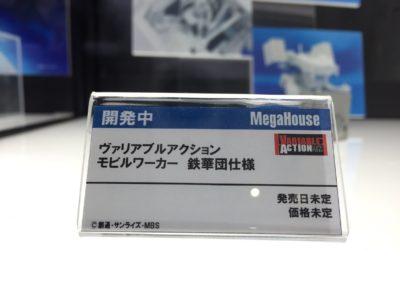 開発中 MegaHouse
ヴァリアブルアクション
モビルワーカー 鉄華団仕様
VARIABLE
ACTION
発売日未定
価格未定
©創通・サンライズ・MBS